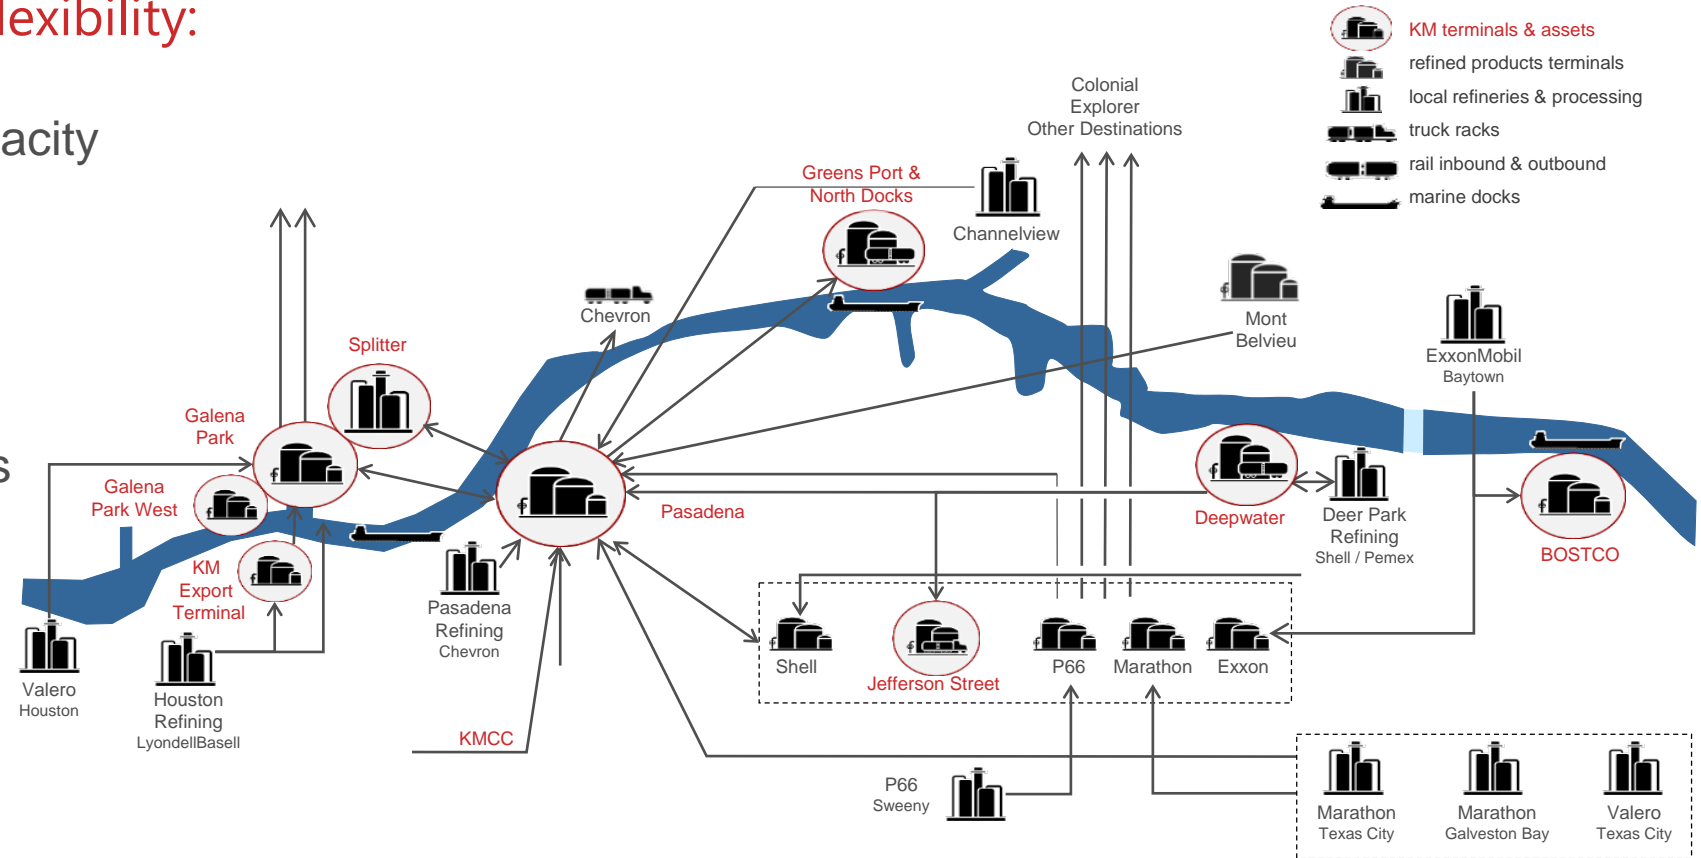 lexibility:
acity
s
KM terminals & assets
refined products terminals
local refineries & processing
truck racks
rail inbound & outbound
marine docks
Colonial
Explorer
Other Destinations
Greens Port &
North Docks
Channelview
Chevron
Mont
Belvieu
ExxonMobil
Baytown
Splitter
Galena
Park
Galena
Park West
Pasadena
Deepwater
Deer Park
Refining
Shell / Pemex
BOSTCO
KM
Export
Terminal
Pasadena
Refining
Chevron
Valero
Houston
Houston
Refining
LyondellBasell
Shell
Jefferson Street
P66
Marathon
Exxon
KMCC
P66
Sweeny
Marathon
Texas City
Marathon
Galveston Bay
Valero
Texas City